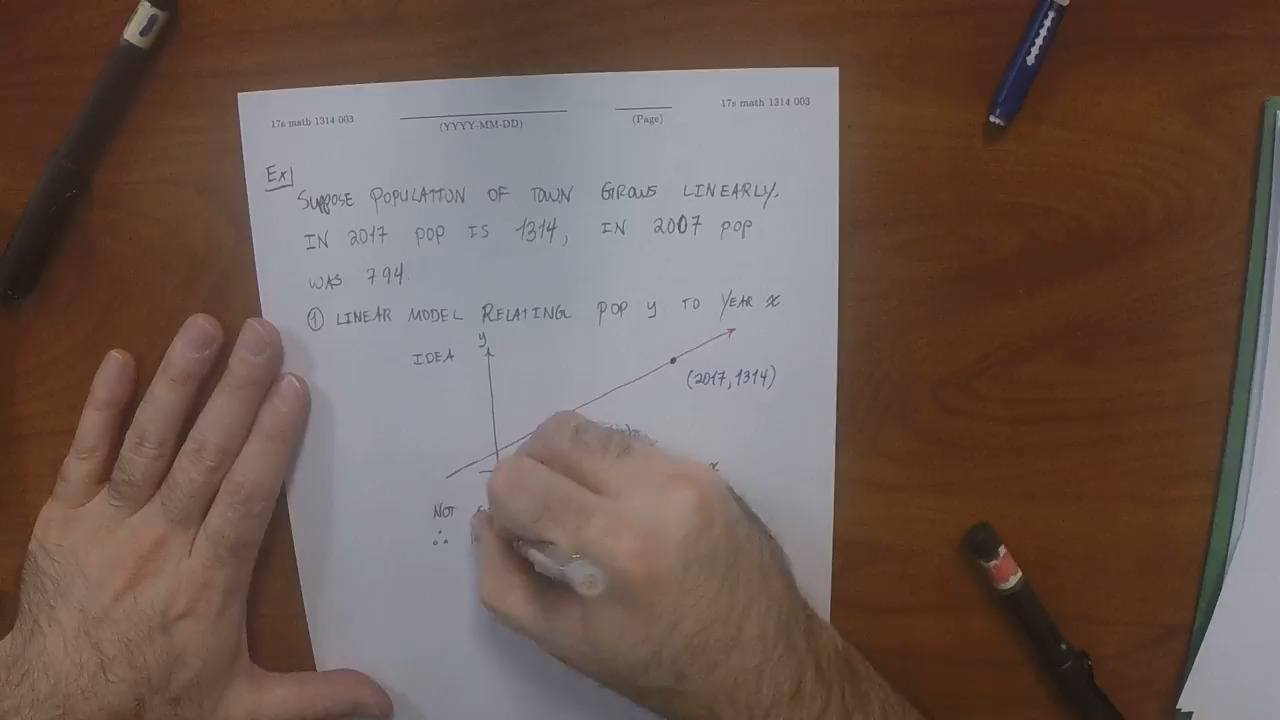 17s math 1314 003
(YYYY-MM-DD)
(Page)
17s math 1314 003
Ex
SUPPOSE POPULATION OF TOWN GROWS LINEARLY.
IN 2017 POP IS 1314, IN 2007 POP
WAS 794.
① LINEAR MODEL RELATING POP y TO YEAR x
IDEA
y
(2017, 1314)
x
NOT
∴